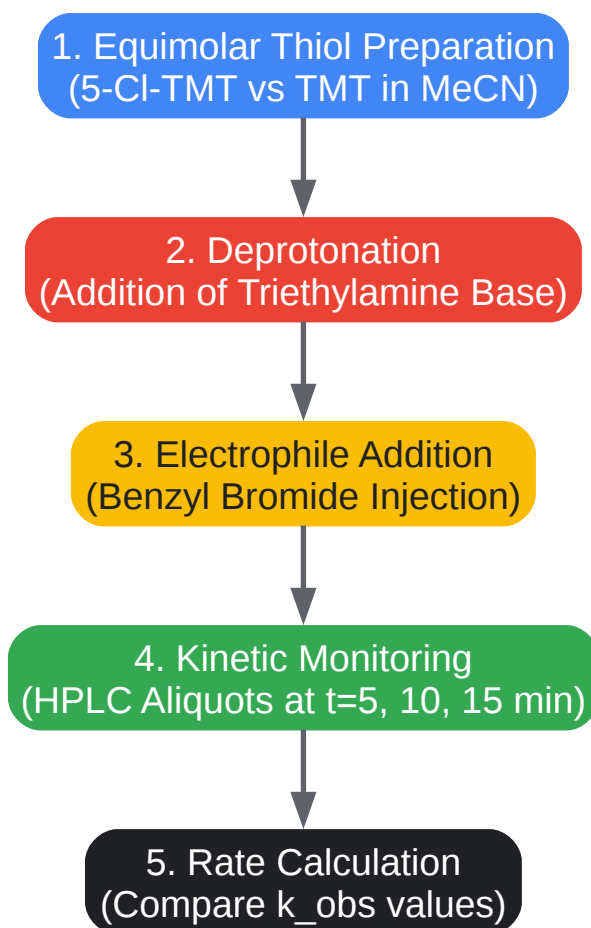 1. Equimolar Thiol Preparation
(5-Cl-TMT vs TMT in MeCN)
2. Deprotonation
(Addition of Triethylamine Base)
3. Electrophile Addition
(Benzyl Bromide Injection)
4. Kinetic Monitoring
(HPLC Aliquots at t=5, 10, 15 min)
5. Rate Calculation
(Compare k_obs values)